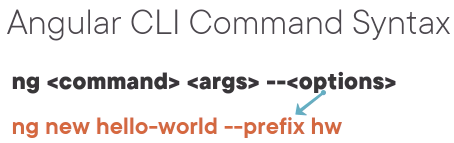 Angular CLI Command Syntax
ng <command> <args> --<options>
ng new hello-world --prefix hw